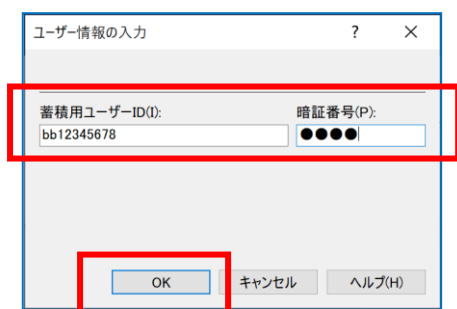 ユーザー情報の入力 ? ×
蓄積用ユーザーID(I): 暗証番号(P):
bb12345678 ●●●●
OK キャンセル ヘルプ(H)